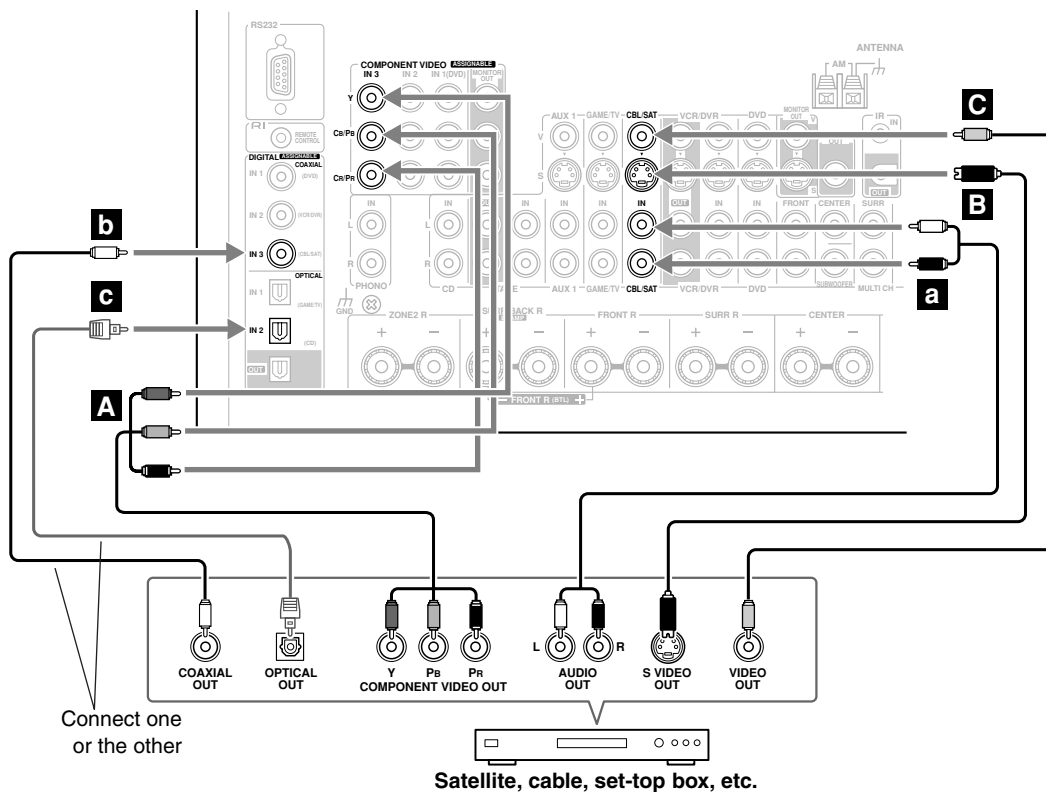 RS232
COMPONENT VIDEO ASSIGNABLE
IN 3
IN 2
IN 1(DVD)
MONITOR OUT
Y
CB/PB
CR/PR
RI
REMOTE CONTROL
DIGITAL ASSIGNABLE
COAXIAL
IN 1
(DVD)
IN 2
(VCR/DVR)
IN 3
(CBL/SAT)
OPTICAL
IN 1
(GAME/TV)
IN 2
(CD)
OUT
ANTENNA
AM
AUX 1
GAME/TV
CBL/SAT
VCR/DVR
DVD
MONITOR OUT
V
S
V
S
OUT
IR
IN
OUT
IN
L
R
PHONO
GND
IN
L
R
CD
OUT
IN
IN
IN
IN
OUT
IN
IN
FRONT
CENTER
SURR
SUBWOOFER
MULTI CH
AUX 1
GAME/TV
CBL/SAT
VCR/DVR
DVD
ZONE2 R
FRONT R
SURR R
CENTER
+ −
+ −
+ −
+ −
+ −
− FRONT R (BTL) +
C
B
a
b
c
A
COAXIAL OUT
OPTICAL OUT
Y
PB
PR
COMPONENT VIDEO OUT
L
R
AUDIO OUT
S VIDEO OUT
VIDEO OUT
Connect one
or the other
Satellite, cable, set-top box, etc.